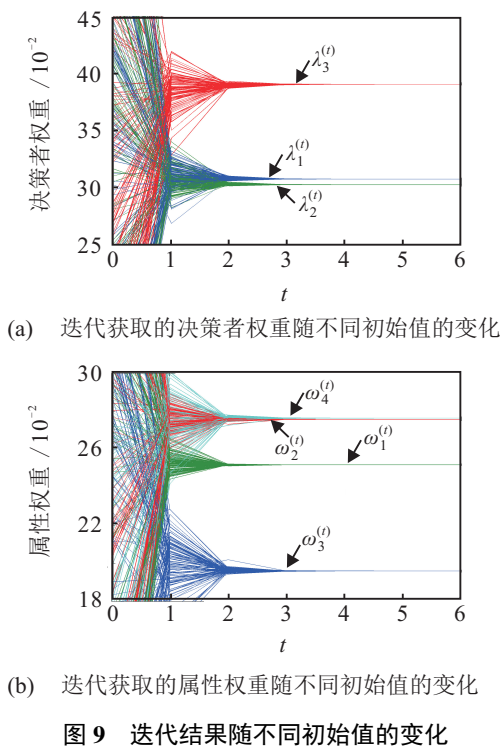 45
40
35
30
25
决策者权重 /10⁻²
λ₃⁽ᵗ⁾
λ₁⁽ᵗ⁾
λ₂⁽ᵗ⁾
0 1 2 3 4 5 6
t
(a) 迭代获取的决策者权重随不同初始值的变化
30
26
22
18
属性权重 /10⁻²
ω₄⁽ᵗ⁾
ω₂⁽ᵗ⁾
ω₁⁽ᵗ⁾
ω₃⁽ᵗ⁾
0 1 2 3 4 5 6
t
(b) 迭代获取的属性权重随不同初始值的变化
图 9 迭代结果随不同初始值的变化